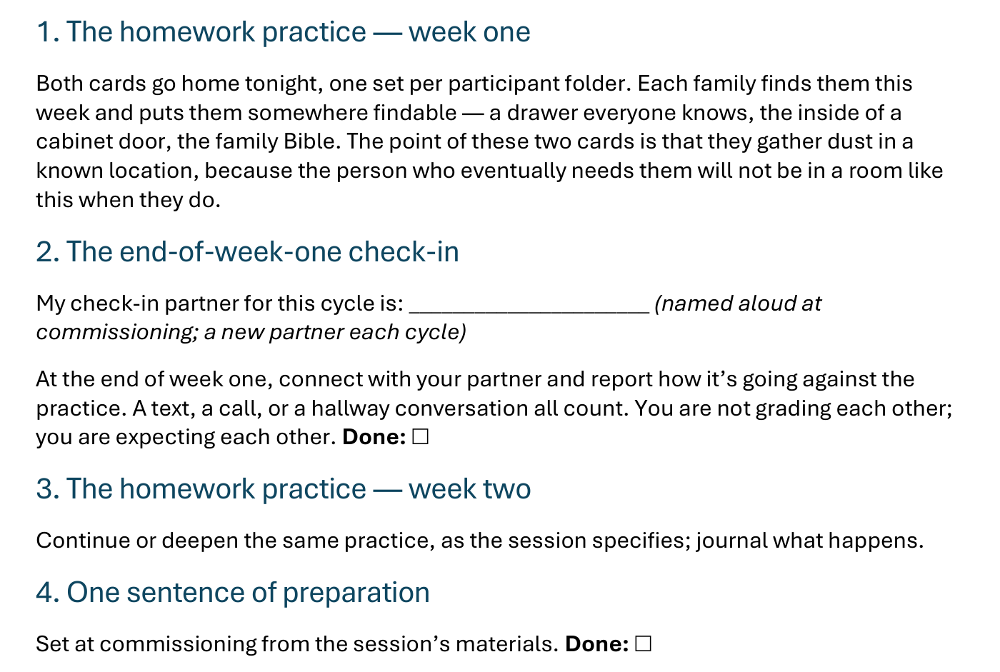 1. The homework practice — week one
Both cards go home tonight, one set per participant folder. Each family finds them this
week and puts them somewhere findable — a drawer everyone knows, the inside of a
cabinet door, the family Bible. The point of these two cards is that they gather dust in a
known location, because the person who eventually needs them will not be in a room like
this when they do.
2. The end-of-week-one check-in
My check-in partner for this cycle is: ______________________ (named aloud at
commissioning; a new partner each cycle)
At the end of week one, connect with your partner and report how it’s going against the
practice. A text, a call, or a hallway conversation all count. You are not grading each other;
you are expecting each other. Done: ☐
3. The homework practice — week two
Continue or deepen the same practice, as the session specifies; journal what happens.
4. One sentence of preparation
Set at commissioning from the session’s materials. Done: ☐